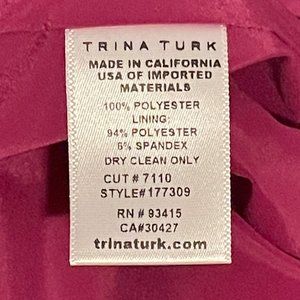 TRINA TURK
MADE IN CALIFORNIA
USA OF IMPORTED
MATERIALS
100% POLYESTER
LINING:
94% POLYESTER
6% SPANDEX
DRY CLEAN ONLY
CUT # 7110
STYLE#177309
RN # 93415
CA#30427
trinaturk.com